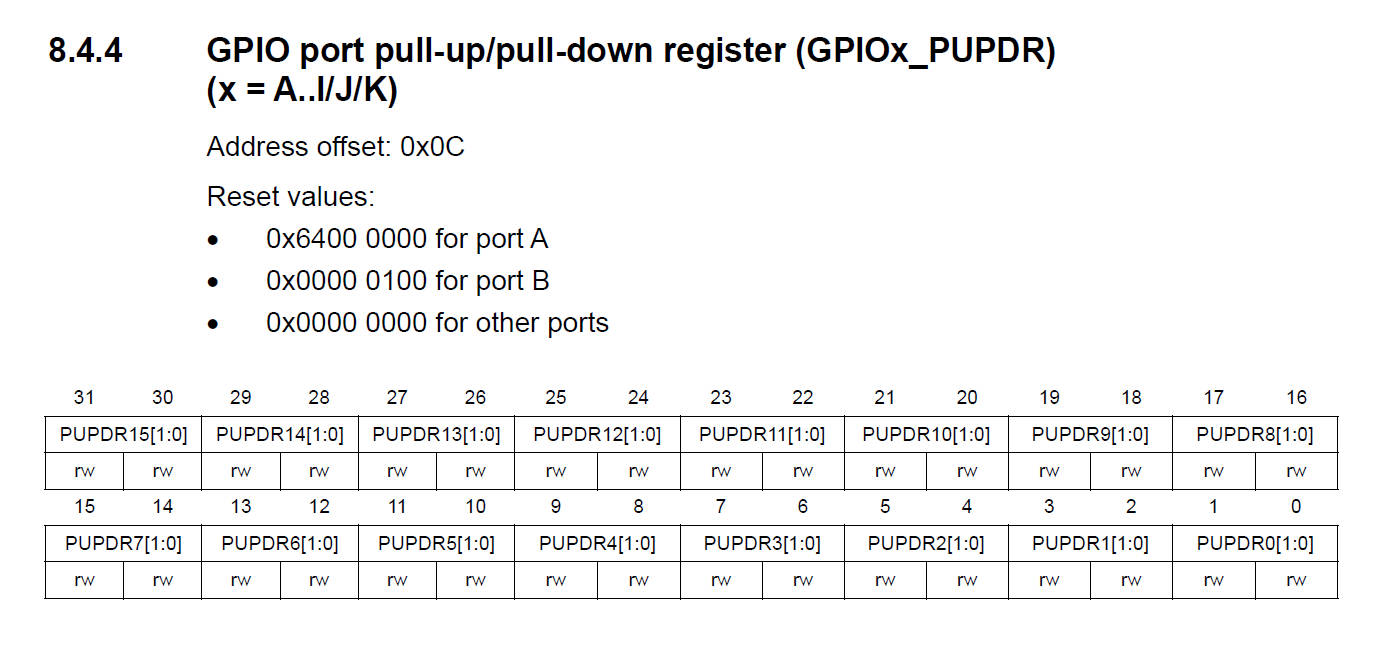 8.4.4 GPIO port pull-up/pull-down register (GPIOx_PUPDR)
(x = A..I/J/K)
Address offset: 0x0C
Reset values:
• 0x6400 0000 for port A
• 0x0000 0100 for port B
• 0x0000 0000 for other ports
31 30 29 28 27 26 25 24 23 22 21 20 19 18 17 16
PUPDR15[1:0] PUPDR14[1:0] PUPDR13[1:0] PUPDR12[1:0] PUPDR11[1:0] PUPDR10[1:0] PUPDR9[1:0] PUPDR8[1:0]
rw rw rw rw rw rw rw rw rw rw rw rw rw rw rw rw
15 14 13 12 11 10 9 8 7 6 5 4 3 2 1 0
PUPDR7[1:0] PUPDR6[1:0] PUPDR5[1:0] PUPDR4[1:0] PUPDR3[1:0] PUPDR2[1:0] PUPDR1[1:0] PUPDR0[1:0]
rw rw rw rw rw rw rw rw rw rw rw rw rw rw rw rw